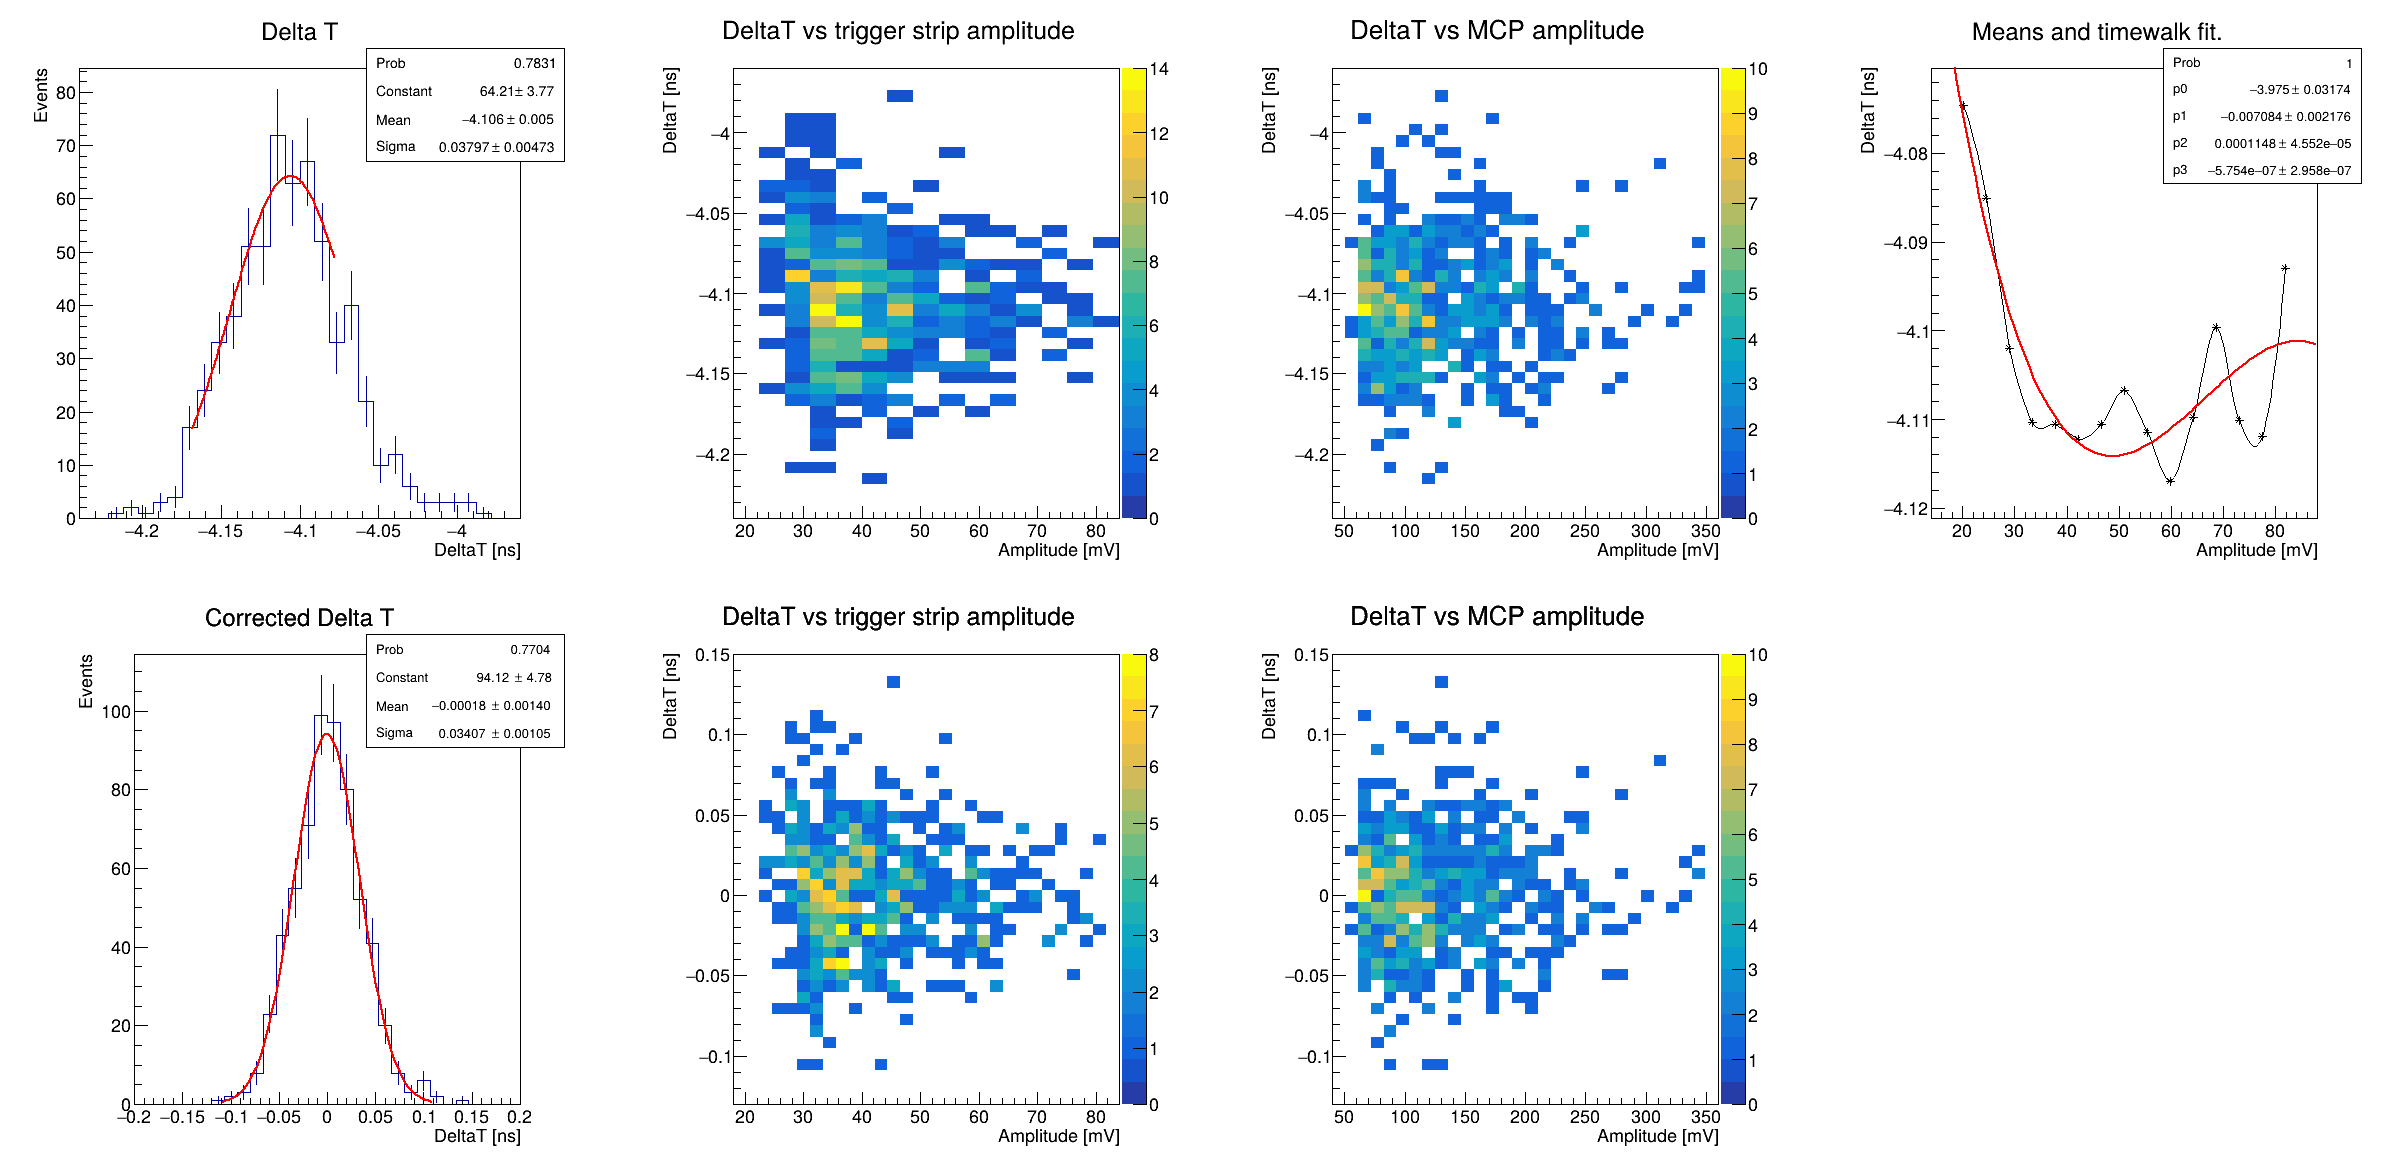 Delta T
Events
Prob 0.7831
Constant 64.21± 3.77
Mean −4.106± 0.005
Sigma 0.03797± 0.00473
80
70
60
50
40
30
20
10
0
−4.2 −4.15 −4.1 −4.05 −4
DeltaT [ns]
DeltaT vs trigger strip amplitude
DeltaT [ns]
−4
−4.05
−4.1
−4.15
−4.2
20 30 40 50 60 70 80
Amplitude [mV]
14
12
10
8
6
4
2
0
DeltaT vs MCP amplitude
DeltaT [ns]
−4
−4.05
−4.1
−4.15
−4.2
50 100 150 200 250 300 350
Amplitude [mV]
10
9
8
7
6
5
4
3
2
1
0
Means and timewalk fit.
DeltaT [ns]
Prob 1
p0 −3.975± 0.03174
p1 −0.007084± 0.002176
p2 0.0001148± 4.552e−05
p3 −5.754e−07± 2.958e−07
−4.08
−4.09
−4.1
−4.11
−4.12
20 30 40 50 60 70 80
Amplitude [mV]
Corrected Delta T
Events
Prob 0.7704
Constant 94.12 ± 4.78
Mean −0.00018 ± 0.00140
Sigma 0.03407 ± 0.00105
100
80
60
40
20
0
−0.2 −0.15 −0.1 −0.05 0 0.05 0.1 0.15 0.2
DeltaT [ns]
DeltaT vs trigger strip amplitude
DeltaT [ns]
0.15
0.1
0.05
0
−0.05
−0.1
20 30 40 50 60 70 80
Amplitude [mV]
8
7
6
5
4
3
2
1
0
DeltaT vs MCP amplitude
DeltaT [ns]
0.15
0.1
0.05
0
−0.05
−0.1
50 100 150 200 250 300 350
Amplitude [mV]
10
9
8
7
6
5
4
3
2
1
0